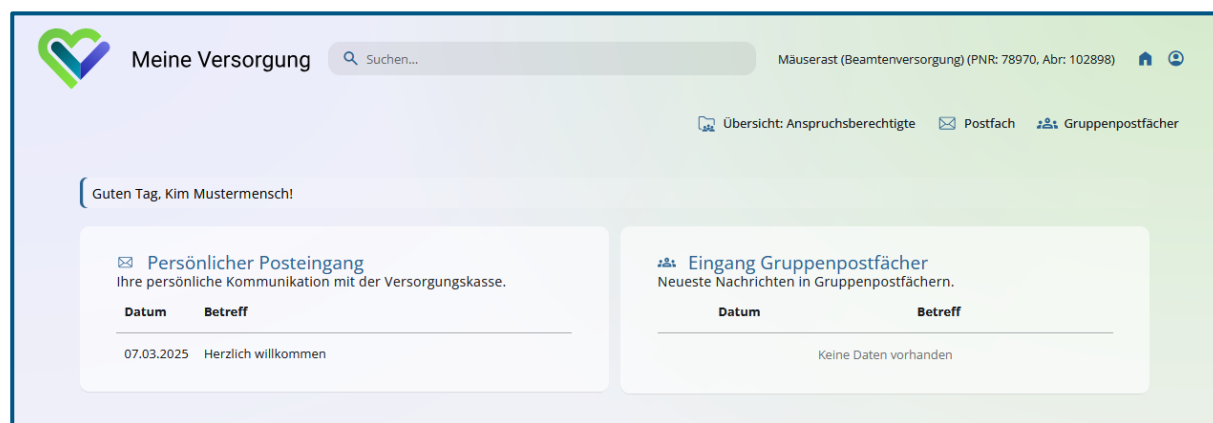 Meine Versorgung
Suchen...
Mäuserast (Beamtenversorgung) (PNR: 78970, Abr: 102898)
Übersicht: Anspruchsberechtigte
Postfach
Gruppenpostfächer
Guten Tag, Kim Mustermensch!
Persönlicher Posteingang
Ihre persönliche Kommunikation mit der Versorgungskasse.
Datum Betreff
07.03.2025 Herzlich willkommen
Eingang Gruppenpostfächer
Neueste Nachrichten in Gruppenpostfächern.
Datum Betreff
Keine Daten vorhanden